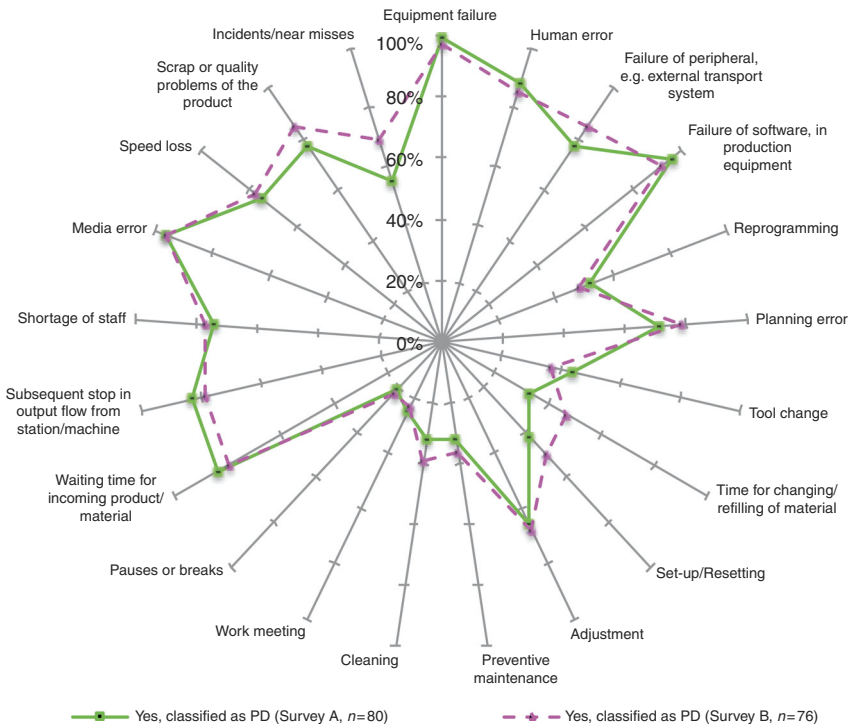 Equipment failure
Incidents/near misses
100%
Human error
Scrap or quality
problems of the
product
80%
Failure of peripheral,
e.g. external transport
system
Speed loss
60%
Failure of software, in
production
equipment
Media error
40%
Reprogramming
20%
Shortage of staff
0%
Planning error
Subsequent stop in
output flow from
station/machine
Tool change
Waiting time for
incoming product/
material
Time for changing/
refilling of material
Pauses or breaks
Set-up/Resetting
Work meeting
Adjustment
Cleaning
Preventive
maintenance
Yes, classified as PD (Survey A, n=80)
Yes, classified as PD (Survey B, n=76)